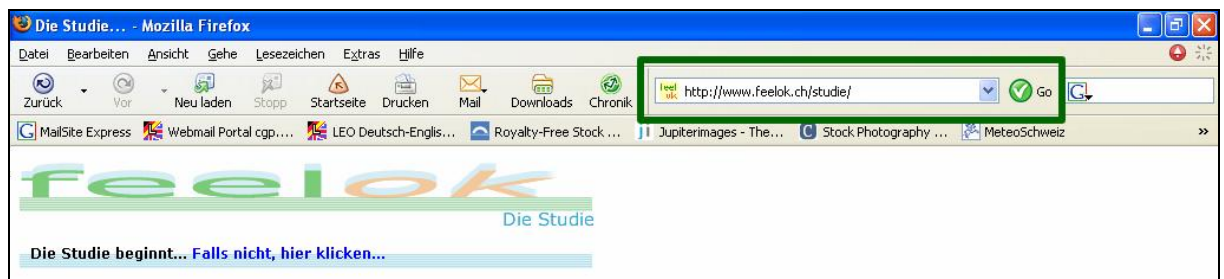 Die Studie... - Mozilla Firefox
Datei Bearbeiten Ansicht Gehe Lesezeichen Extras Hilfe
Zurück Vor Neu laden Stopp Startseite Drucken Mail Downloads Chronik
feel ok http://www.feelok.ch/studie/ Go G
G MailSite Express Webmail Portal cgp.... LEO Deutsch-Englis... Royalty-Free Stock ... Jupiterimages - The... C Stock Photography ... MeteoSchweiz »
feelok
Die Studie
Die Studie beginnt... Falls nicht, hier klicken...